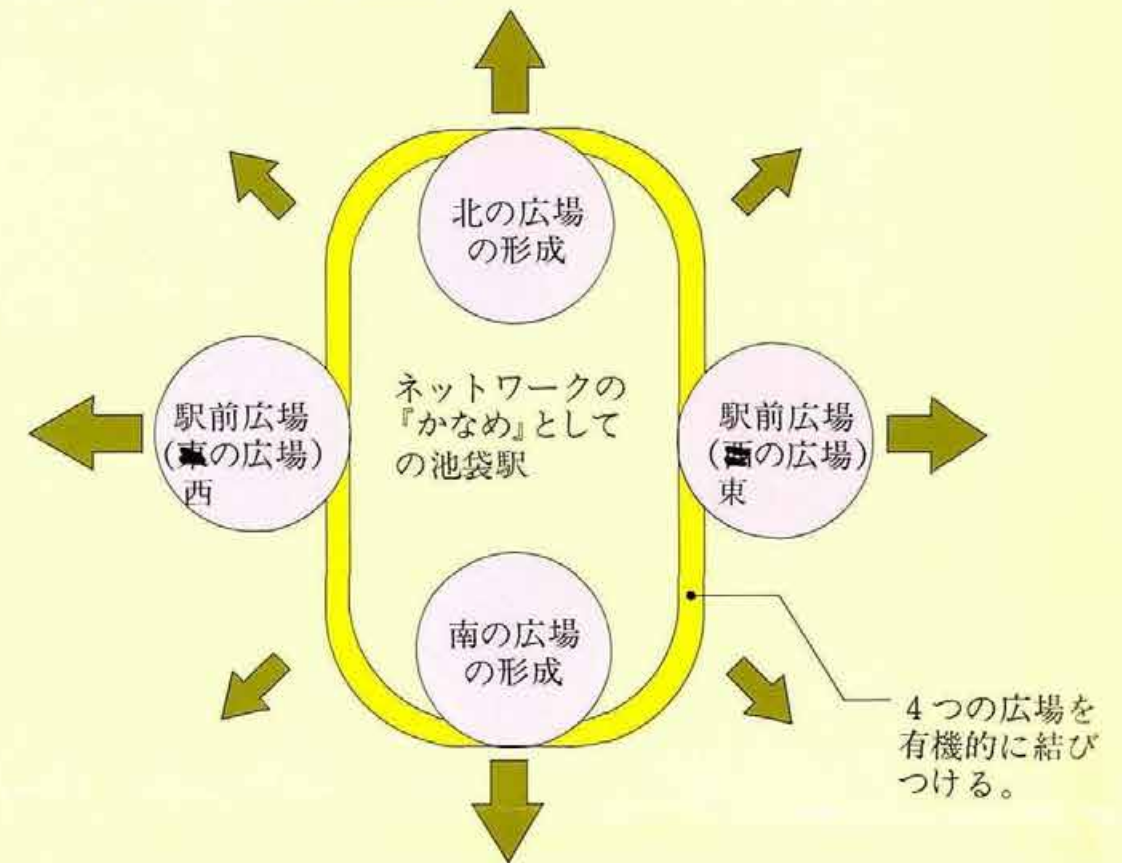 北の広場
の形成
ネットワークの
『かなめ』として
の池袋駅
駅前広場
(東の広場)
西
駅前広場
(西の広場)
東
南の広場
の形成
4つの広場を
有機的に結び
つける。